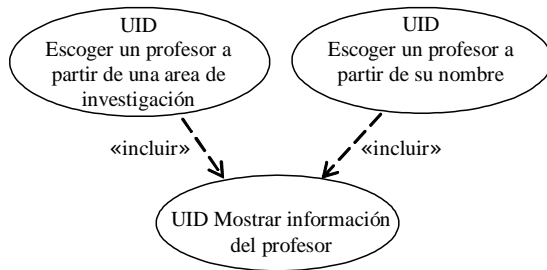 UID
Escoger un profesor a
partir de una area de
investigación
UID
Escoger un profesor a
partir de su nombre
«incluir»
«incluir»
UID Mostrar información
del profesor